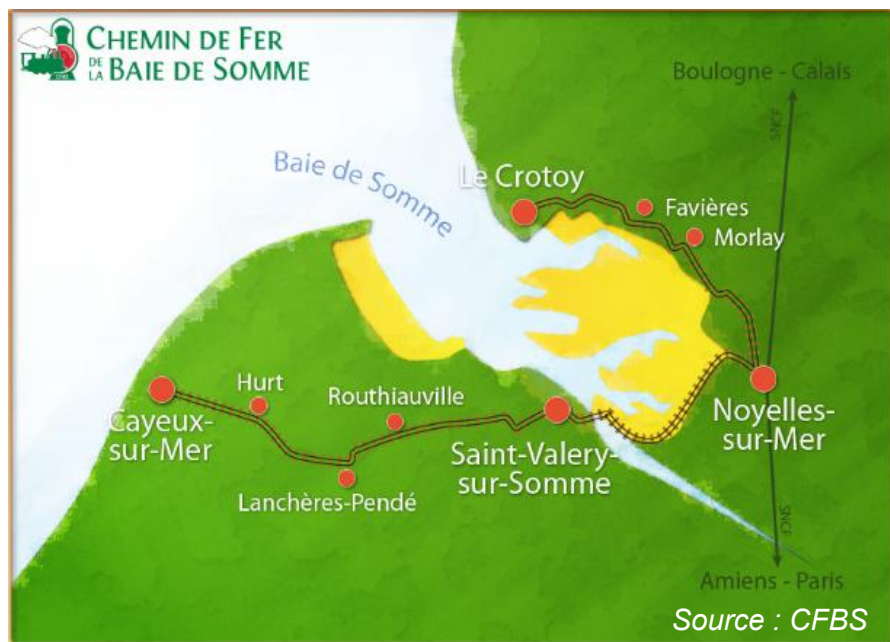 CHEMIN DE FER
DE LA BAIE DE SOMME
Boulogne - Calais
SNCF
Baie de Somme
Le Crotoy
Favières
Morlay
Hurt
Routhiauville
Cayeux-
sur-Mer
Saint-Valery-
sur-Somme
Noyelles-
sur-Mer
Lanchères-Pendé
SNCF
Amiens - Paris
Source : CFBS